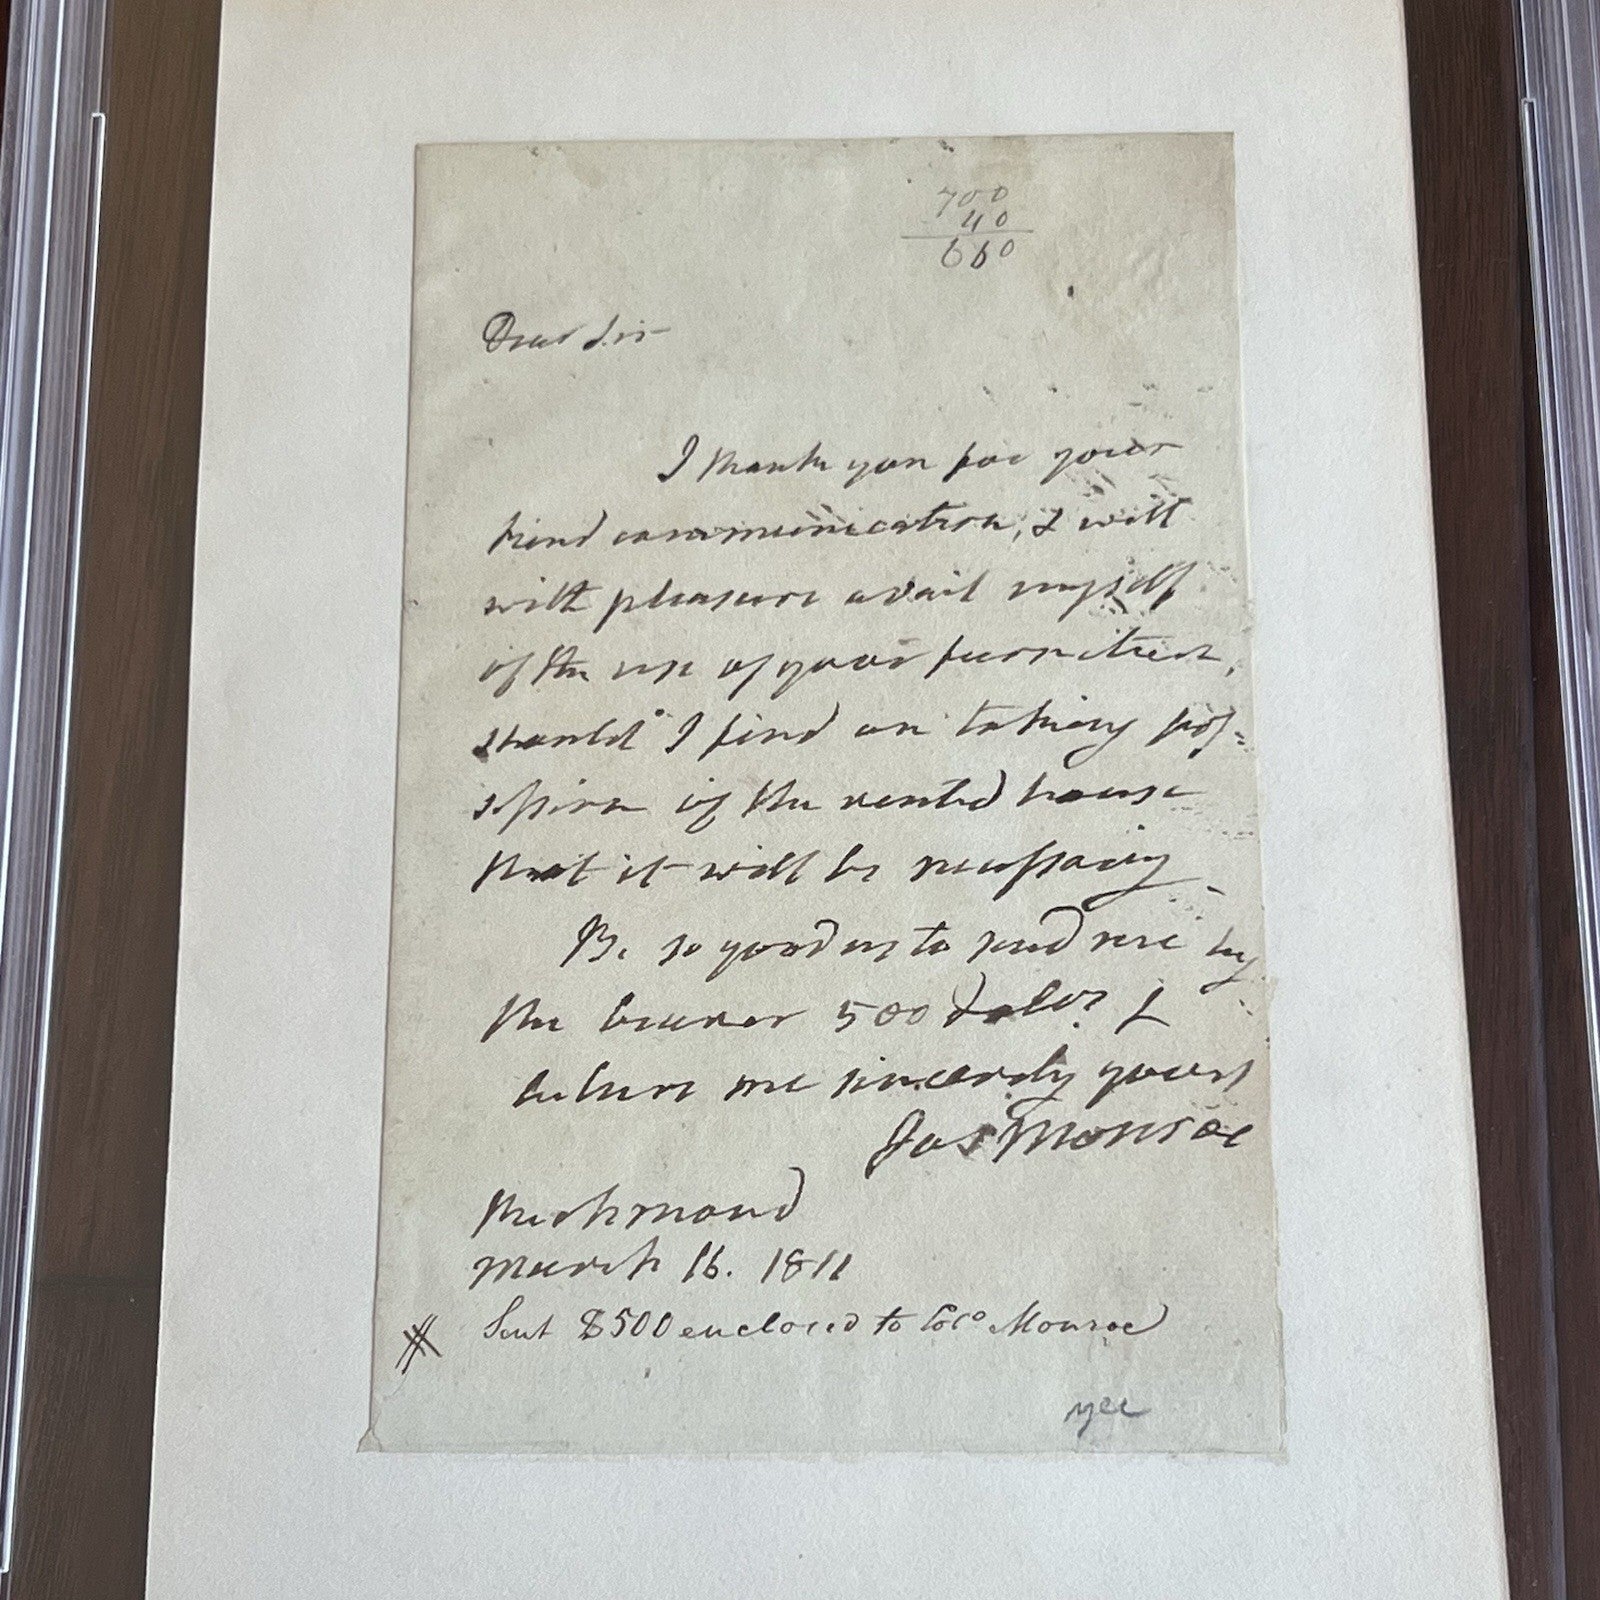 700
40
660
Dear Sir
I thank you for your
kind communication, & will
with pleasure avail myself
of the use of your furniture,
should I find on taking pos=
session of the rented house
that it will be necessary
Be so good as to send me by
the bearer 500 dolrs. &
believe me sincerely yours
Jas Monroe
Richmond
March 16. 1811
Sent $500 enclosed to Colo Monroe